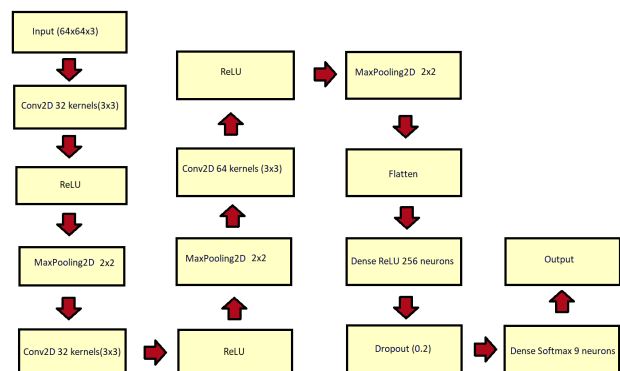 Input (64x64x3)
Conv2D 32 kernels(3x3)
ReLU
MaxPooling2D 2x2
Conv2D 32 kernels(3x3)
ReLU
MaxPooling2D 2x2
Conv2D 64 kernels (3x3)
ReLU
MaxPooling2D 2x2
Flatten
Dense ReLU 256 neurons
Dropout (0.2)
Dense Softmax 9 neurons
Output